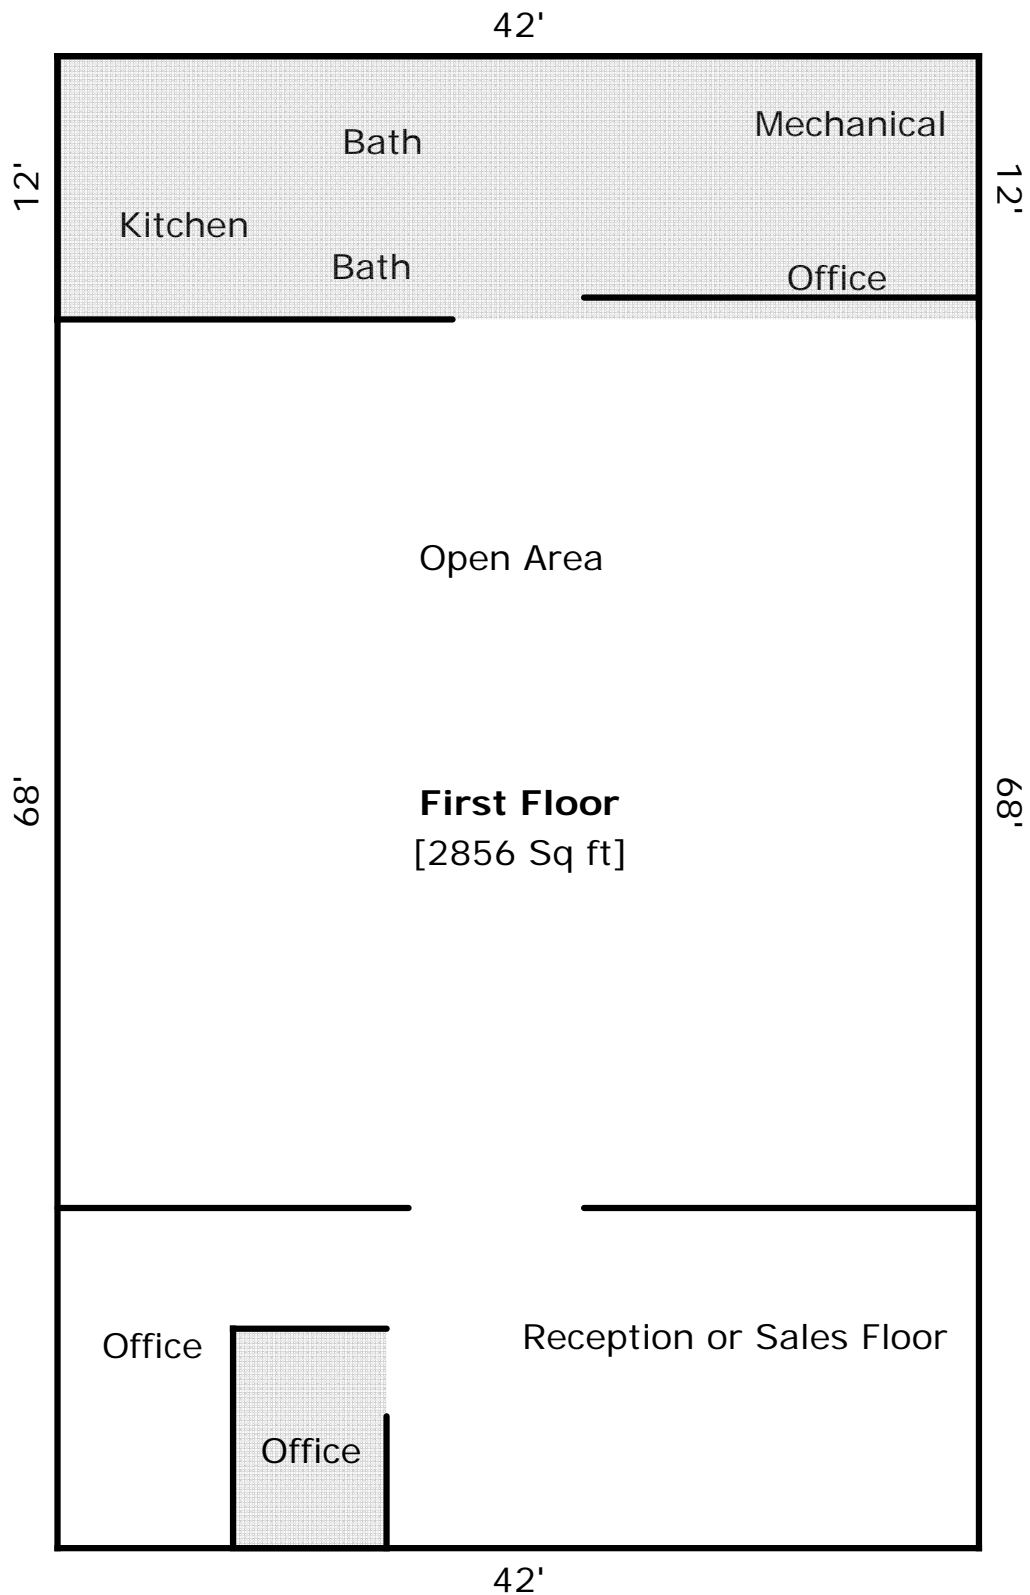 42'
Mechanical
Bath
12'
12'
Kitchen
Bath
Office
Open Area
68'
First Floor
68'
[2856 Sq ft]
Office
Reception or Sales Floor
Office
42'